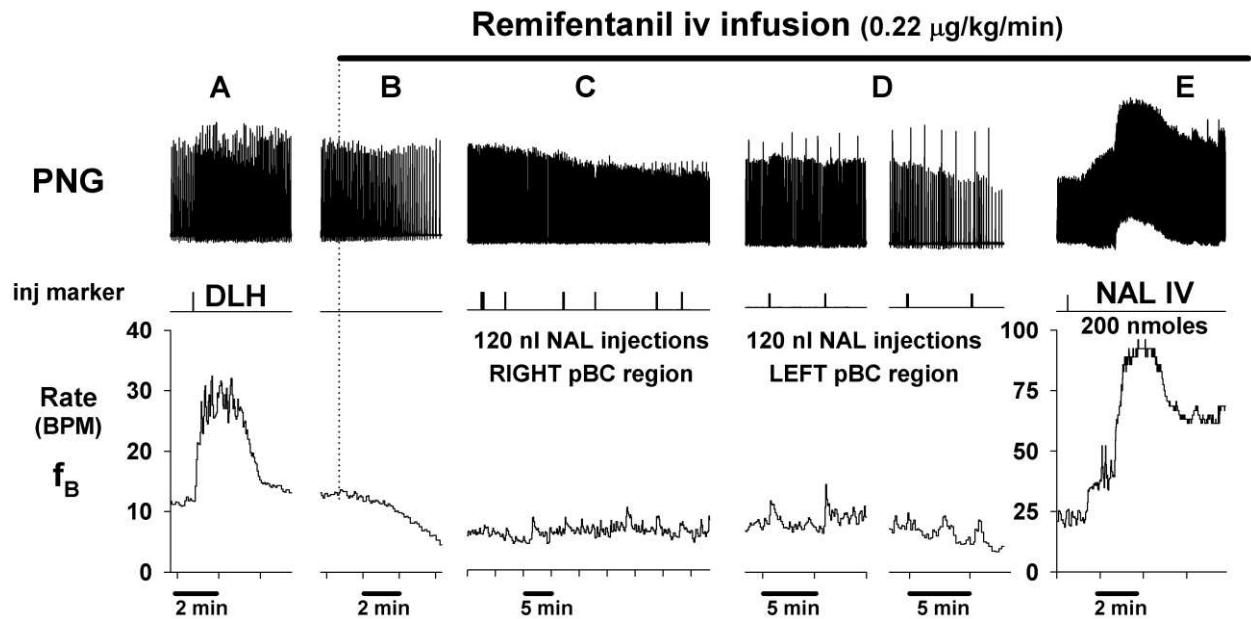 Remifentanil iv infusion (0.22 μg/kg/min)
A B C D E
PNG
inj marker DLH NAL IV
200 nmoles
120 nl NAL injections
RIGHT pBC region
120 nl NAL injections
LEFT pBC region
Rate
(BPM)
fB
40
30
20
10
0
100
75
50
25
0
2 min 2 min 5 min 5 min 5 min 2 min